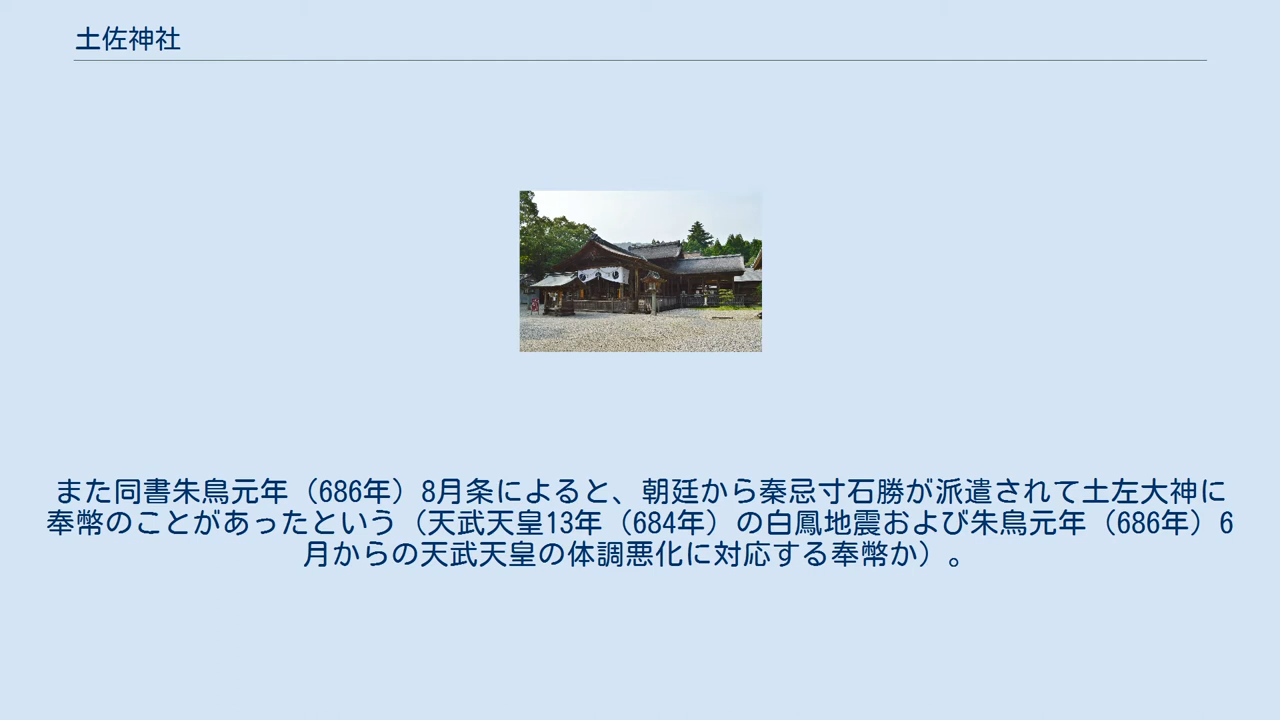 土佐神社
また同書朱鳥元年（686年）8月条によると、朝廷から秦忌寸石勝が派遣されて土左大神に
奉幣のことがあったという（天武天皇13年（684年）の白鳳地震および朱鳥元年（686年）6
月からの天武天皇の体調悪化に対応する奉幣か）。